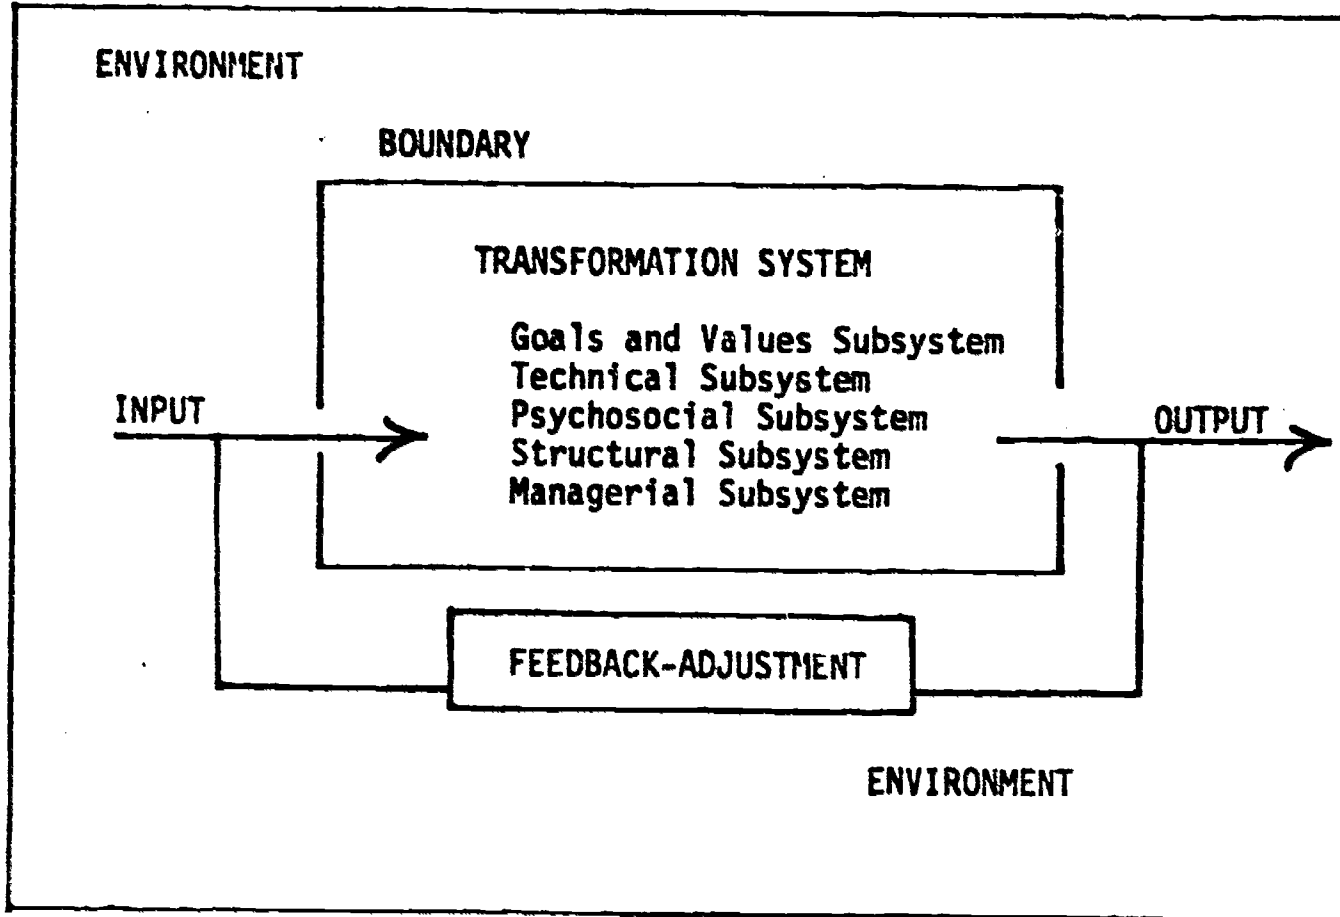 ENVIRONMENT
BOUNDARY
TRANSFORMATION SYSTEM
Goals and Values Subsystem
Technical Subsystem
INPUT
Psychosocial Subsystem
OUTPUT
Structural Subsystem
Managerial Subsystem
FEEDBACK-ADJUSTMENT
ENVIRONMENT